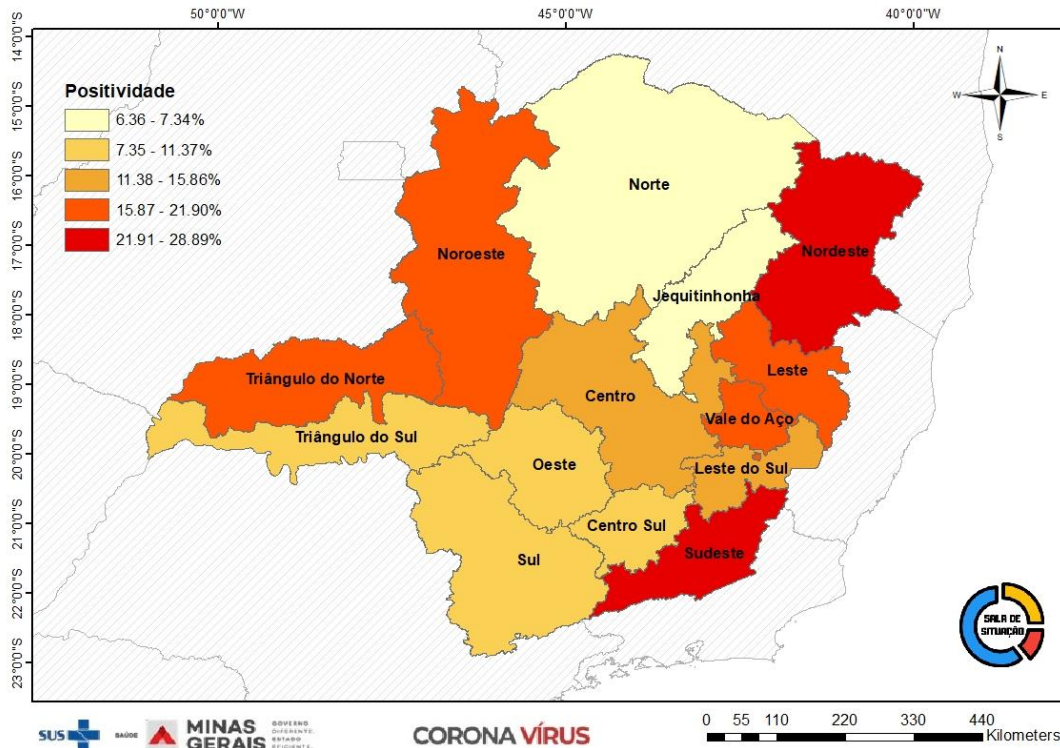 50°0'0"W 45°0'0"W 40°0'0"W
14°0'0"S
15°0'0"S
16°0'0"S
17°0'0"S
18°0'0"S
19°0'0"S
20°0'0"S
21°0'0"S
22°0'0"S
23°0'0"S
Positividade
6.36 - 7.34%
7.35 - 11.37%
11.38 - 15.86%
15.87 - 21.90%
21.91 - 28.89%
N
W E
S
Norte
Noroeste
Nordeste
Jequitinhonha
Triângulo do Norte
Centro
Leste
Vale do Aço
Triângulo do Sul
Oeste
Leste do Sul
Centro Sul
Sul
Sudeste
SALA DE
SITUAÇÃO
SUS
SAÚDE
MINAS
GERAIS
GOVERNO
DIFERENTE.
ESTADO
EFICIENTE.
CORONA VÍRUS
0 55 110 220 330 440
Kilometers